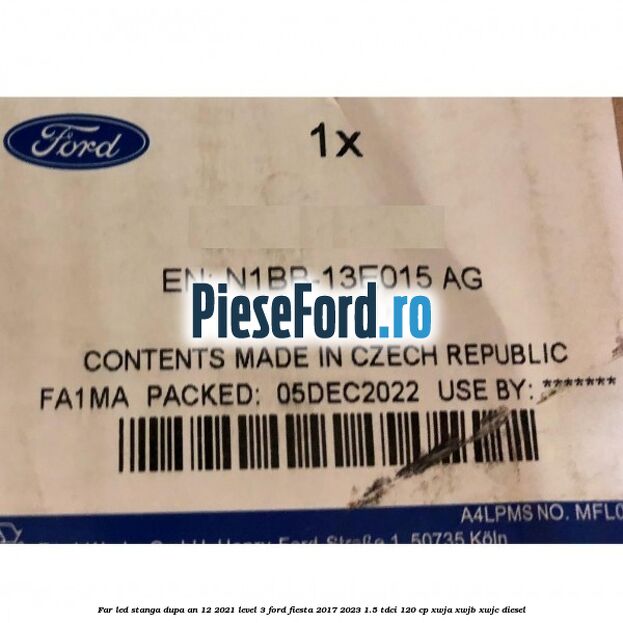 Ford
1x
EN: N1BB-13E015 AG
PieseFord.ro
CONTENTS MADE IN CZECH REPUBLIC
FA1MA PACKED: 05DEC2022 USE BY: *******
A4LPMS NO. MFL0
Henry-Ford-Straße 1, 50735 Köln
Far led stanga dupa an 12 2021 level 3 ford fiesta 2017 2023 1.5 tdci 120 cp xwja xwjb xwjc diesel